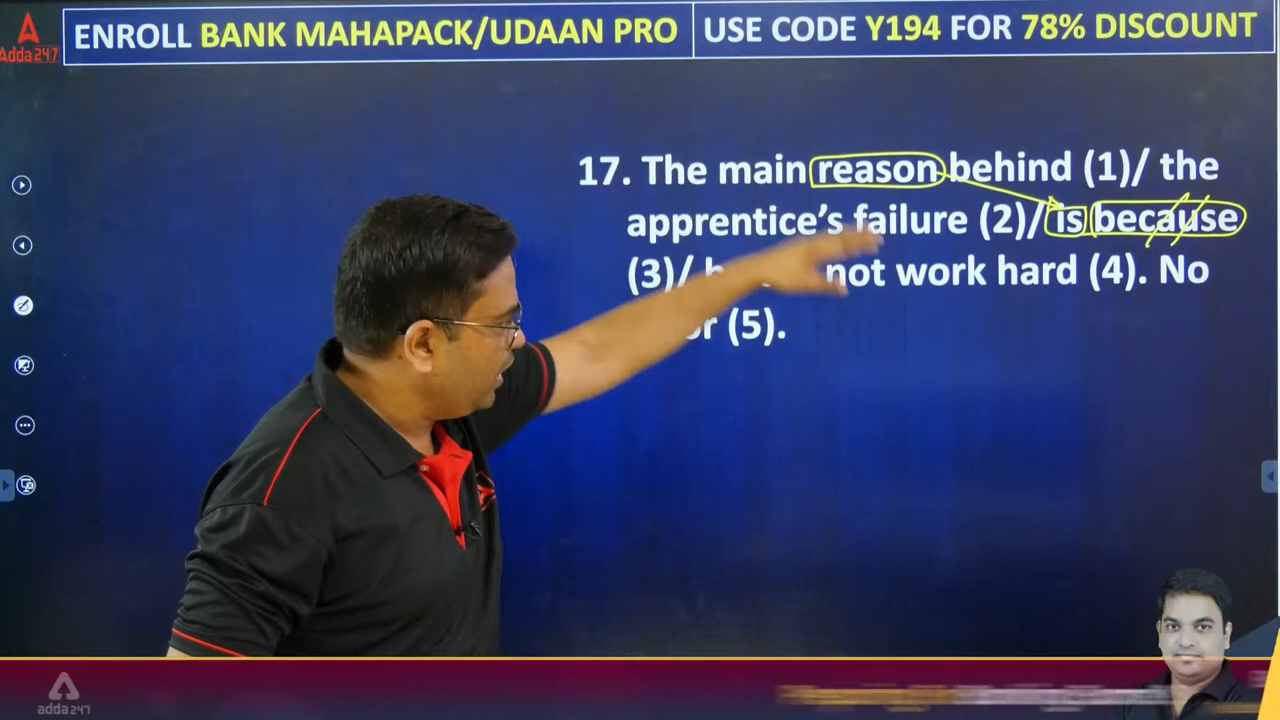 ENROLL BANK MAHAPACK/UDAAN PRO
USE CODE Y194 FOR 78% DISCOUNT
Adda247
17. The main reason behind (1)/ the
apprentice's failure (2)/ is because
(3)/ not work hard (4). No
(5).
adda247